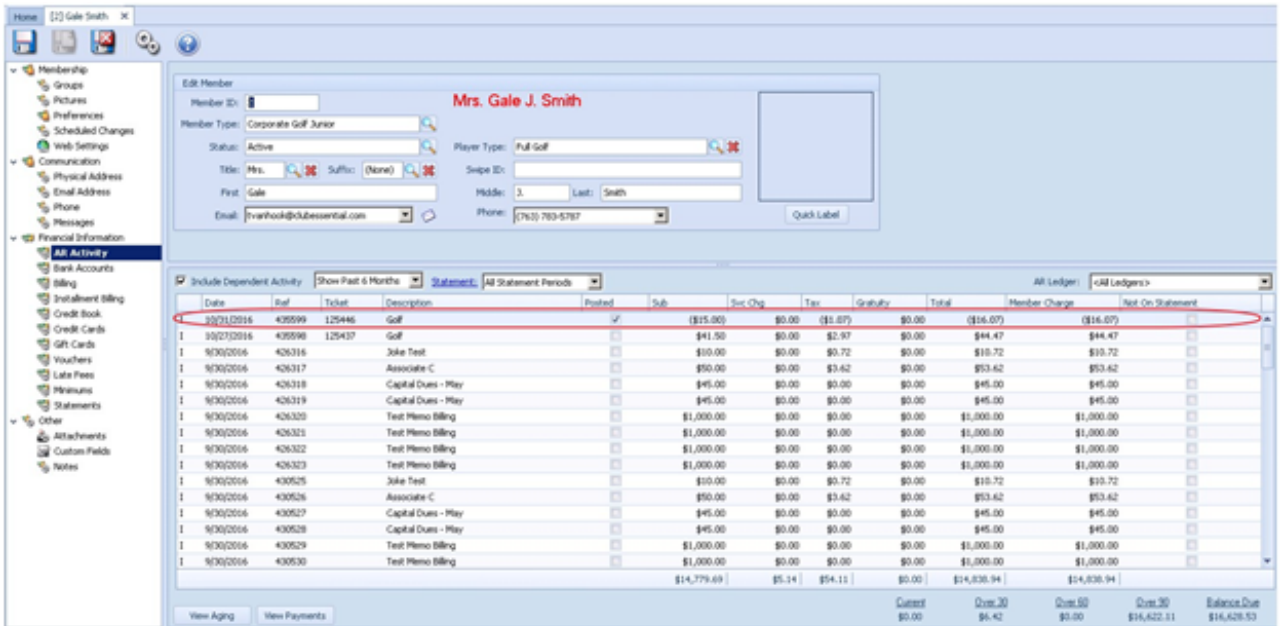 Home [2] Gale Smith
Membership
Groups
Pictures
Preferences
Scheduled Changes
Web Settings
Communication
Physical Address
Email Address
Phone
Messages
Financial Information
AR Activity
Bank Accounts
Billing
Installment Billing
Credit Book
Credit Cards
Gift Cards
Vouchers
Late Fees
Minimums
Statements
Other
Attachments
Custom Fields
Notes
Edit Member
Member ID: Mrs. Gale J. Smith
Member Type: Corporate Golf Junior
Status: Active Player Type: Full Golf
Title: Mrs. Suffix: (None) Swipe ID:
First Gale Middle: J. Last: Smith
Email: tvanhook@clubessential.com Phone: (763) 783-5787 Quick Label
Include Dependent Activity Show Past 6 Months Statement: All Statement Periods AR Ledger: <All Ledgers>
Date Ref Ticket Description Posted Sub Svc Chg Tax Gratuity Total Member Charge Not On Statement
10/31/2016 435599 125446 Golf ($15.00) $0.00 ($1.07) $0.00 ($16.07) ($16.07)
I 10/27/2016 435598 125437 Golf $41.50 $0.00 $2.97 $0.00 $44.47 $44.47
I 9/30/2016 426316 Joke Test $10.00 $0.00 $0.72 $0.00 $10.72 $10.72
I 9/30/2016 426317 Associate C $50.00 $0.00 $3.62 $0.00 $53.62 $53.62
I 9/30/2016 426318 Capital Dues - May $45.00 $0.00 $0.00 $0.00 $45.00 $45.00
I 9/30/2016 426319 Capital Dues - May $45.00 $0.00 $0.00 $0.00 $45.00 $45.00
I 9/30/2016 426320 Test Memo Billing $1,000.00 $0.00 $0.00 $0.00 $1,000.00 $1,000.00
I 9/30/2016 426321 Test Memo Billing $1,000.00 $0.00 $0.00 $0.00 $1,000.00 $1,000.00
I 9/30/2016 426322 Test Memo Billing $1,000.00 $0.00 $0.00 $0.00 $1,000.00 $1,000.00
I 9/30/2016 426323 Test Memo Billing $1,000.00 $0.00 $0.00 $0.00 $1,000.00 $1,000.00
I 9/30/2016 430525 Joke Test $10.00 $0.00 $0.72 $0.00 $10.72 $10.72
I 9/30/2016 430526 Associate C $50.00 $0.00 $3.62 $0.00 $53.62 $53.62
I 9/30/2016 430527 Capital Dues - May $45.00 $0.00 $0.00 $0.00 $45.00 $45.00
I 9/30/2016 430528 Capital Dues - May $45.00 $0.00 $0.00 $0.00 $45.00 $45.00
I 9/30/2016 430529 Test Memo Billing $1,000.00 $0.00 $0.00 $0.00 $1,000.00 $1,000.00
I 9/30/2016 430530 Test Memo Billing $1,000.00 $0.00 $0.00 $0.00 $1,000.00 $1,000.00
$14,779.69 $5.14 $54.11 $0.00 $14,838.94 $14,838.94
Current Over 30 Over 60 Over 90 Balance Due
View Aging View Payments $0.00 $6.42 $0.00 $16,622.11 $16,628.53